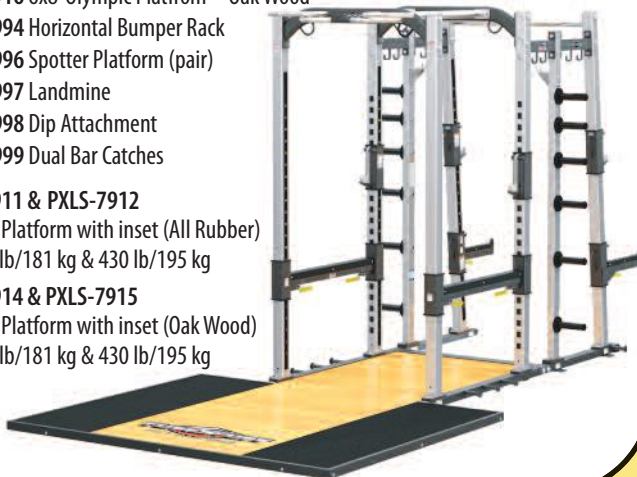 8x8 Olympic Platfrom – Oak Wood
994 Horizontal Bumper Rack
996 Spotter Platform (pair)
997 Landmine
998 Dip Attachment
999 Dual Bar Catches
911 & PXLS-7912
Platform with inset (All Rubber)
lb/181 kg & 430 lb/195 kg
914 & PXLS-7915
Platform with inset (Oak Wood)
lb/181 kg & 430 lb/195 kg